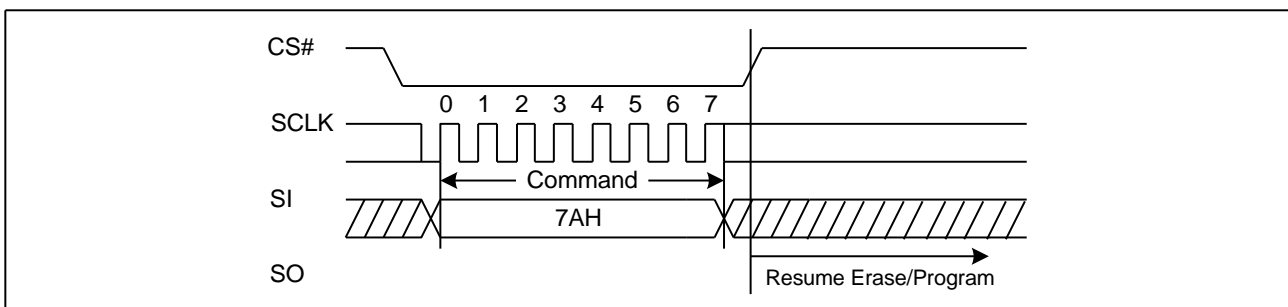 CS#
0 1 2 3 4 5 6 7
SCLK
Command
SI
7AH
SO
Resume Erase/Program